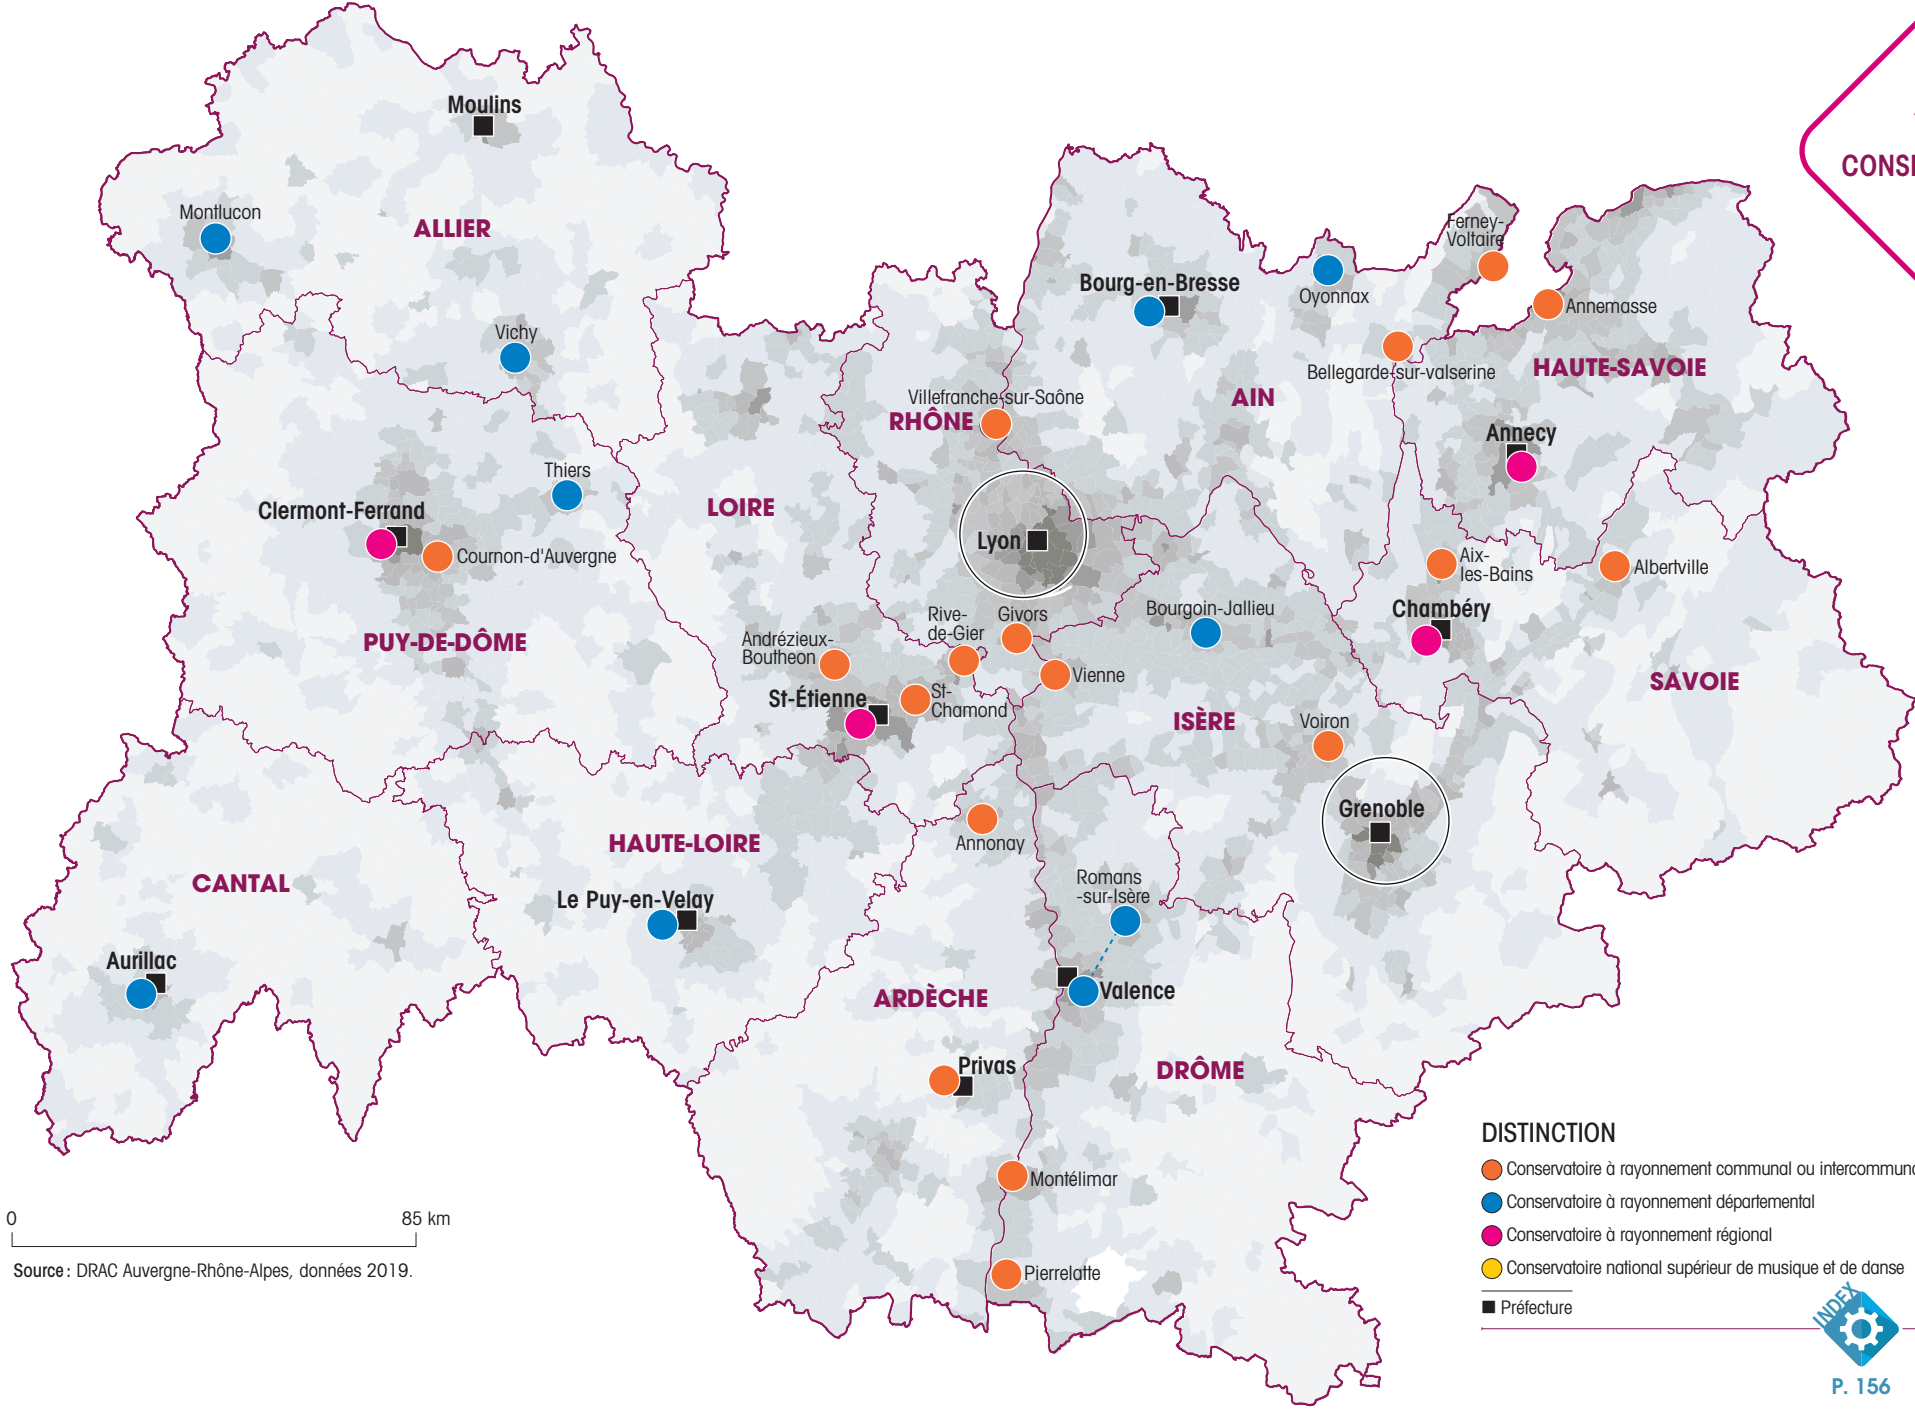 CONSE
Moulins
Montlucon
ALLIER
Vichy
Ferney-
Voltaire
Bourg-en-Bresse
Oyonnax
Annemasse
Bellegarde-sur-valserine
HAUTE-SAVOIE
Villefranche-sur-Saône
RHÔNE
AIN
Annecy
Thiers
Clermont-Ferrand
LOIRE
Lyon
Cournon-d'Auvergne
Aix-
les-Bains
Albertville
Chambéry
Bourgoin-Jallieu
Rive-
de-Gier
Givors
Andrézieux-
Boutheon
PUY-DE-DÔME
Vienne
SAVOIE
St-Étienne
St-
Chamond
ISÈRE
Voiron
Grenoble
HAUTE-LOIRE
Annonay
CANTAL
Romans
-sur-Isère
Le Puy-en-Velay
Aurillac
ARDÈCHE
Valence
Privas
DRÔME
Montélimar
Pierrelatte
DISTINCTION
Conservatoire à rayonnement communal ou intercommuna
Conservatoire à rayonnement départemental
Conservatoire à rayonnement régional
Conservatoire national supérieur de musique et de danse
Préfecture
0 85 km
Source : DRAC Auvergne-Rhône-Alpes, données 2019.
INDEX
P. 156